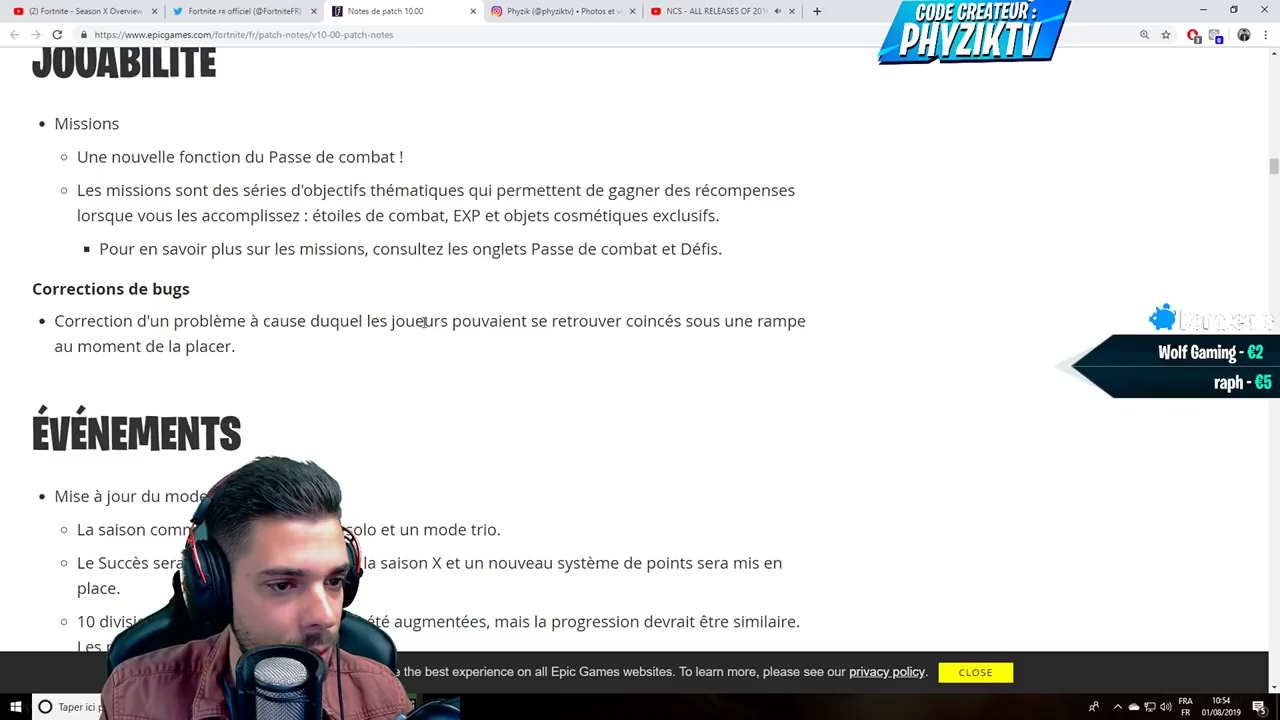 Fortnite - Season X Overview
Fortnite FR officiel (@FortniteFR)
Notes de patch 10.00
Phyzik (@phyziktv) • Photos et v
NCS - ALL RELEASES OF 201
https://www.epicgames.com/fortnite/fr/patch-notes/v10-00-patch-notes
CODE CREATEUR :
PHYZIKTV
JOUABILITÉ
• Missions
Une nouvelle fonction du Passe de combat !
Les missions sont des séries d'objectifs thématiques qui permettent de gagner des récompenses
lorsque vous les accomplissez : étoiles de combat, EXP et objets cosmétiques exclusifs.
Pour en savoir plus sur les missions, consultez les onglets Passe de combat et Défis.
Corrections de bugs
• Correction d'un problème à cause duquel les joueurs pouvaient se retrouver coincés sous une rampe
au moment de la placer.
Wolf Gaming - €2
raph - €5
ÉVÉNEMENTS
• Mise à jour du mode
La saison solo et un mode trio.
Le Succès sera la saison X et un nouveau système de points sera mis en
place.
10 été augmentées, mais la progression devrait être similaire.
Les
the best experience on all Epic Games websites. To learn more, please see our privacy policy.
CLOSE
Taper ici
FRA
FR
10:54
01/08/2019